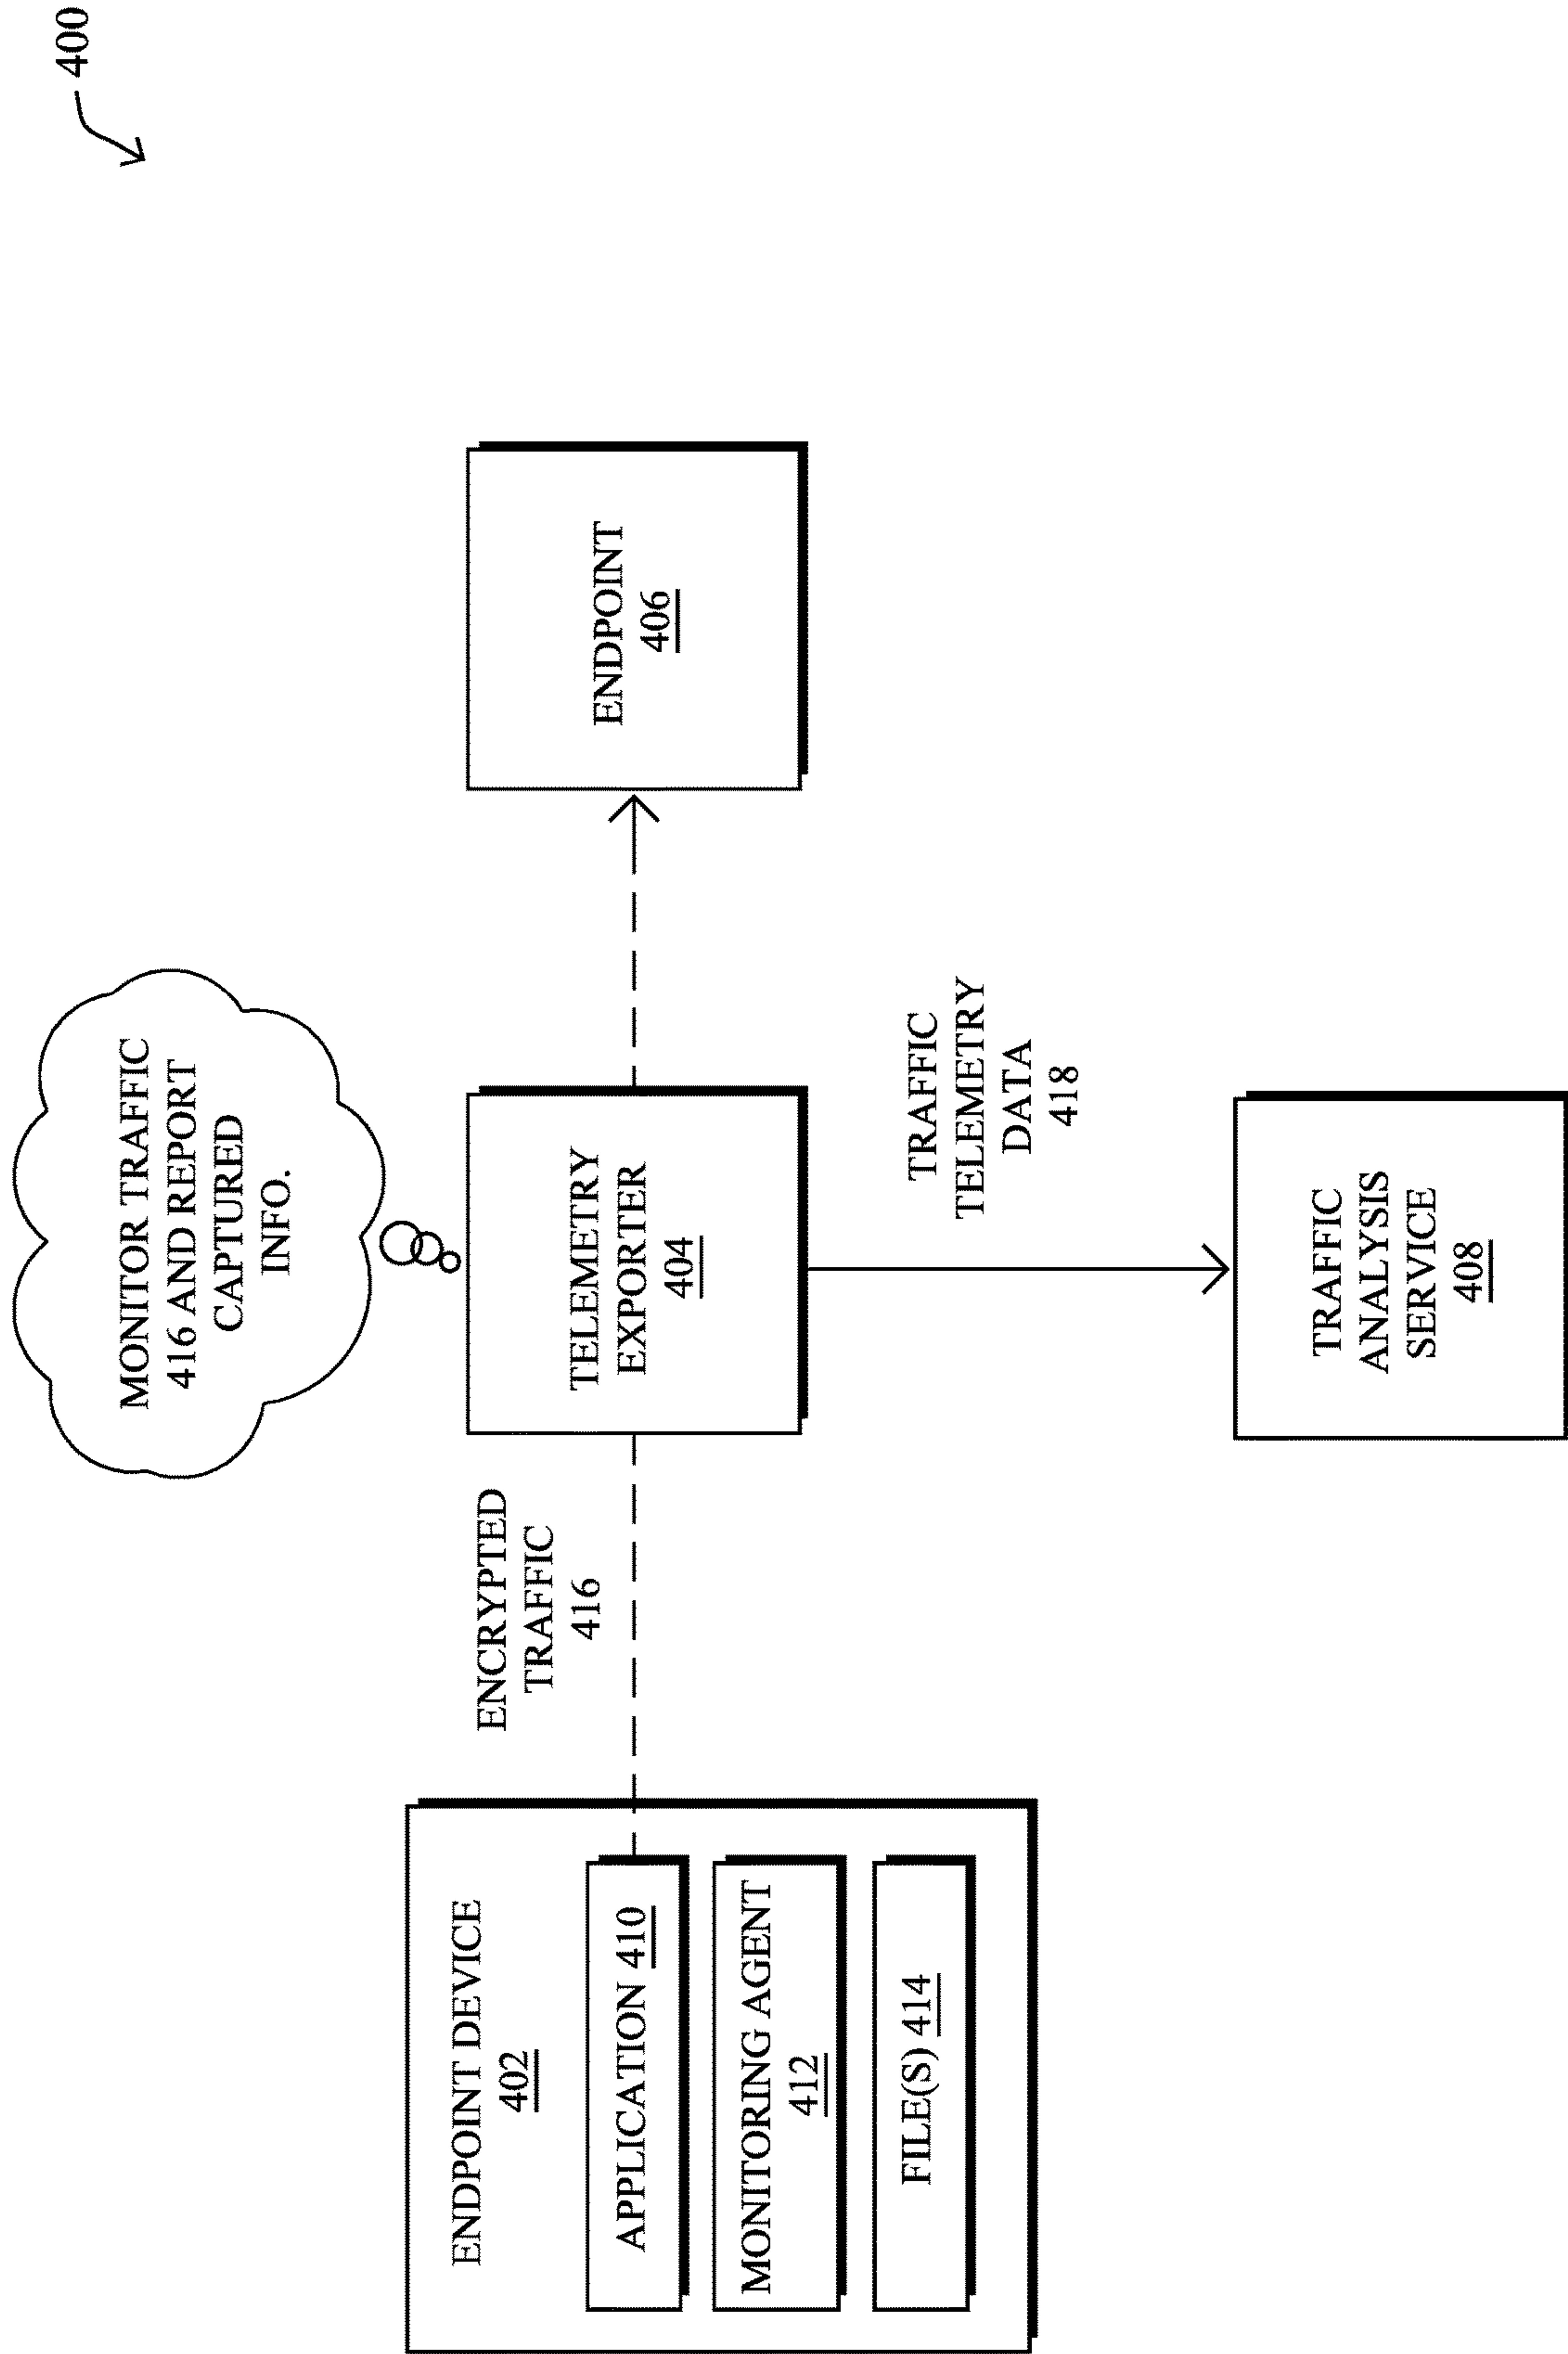 400
MONITOR TRAFFIC
416 AND REPORT
CAPTURED
INFO.
ENDPOINT DEVICE
402
APPLICATION 410
MONITORING AGENT
412
FILE(S) 414
ENCRYPTED
TRAFFIC
416
TELEMETRY
EXPORTER
404
ENDPOINT
406
TRAFFIC
TELEMETRY
DATA
418
TRAFFIC
ANALYSIS
SERVICE
408